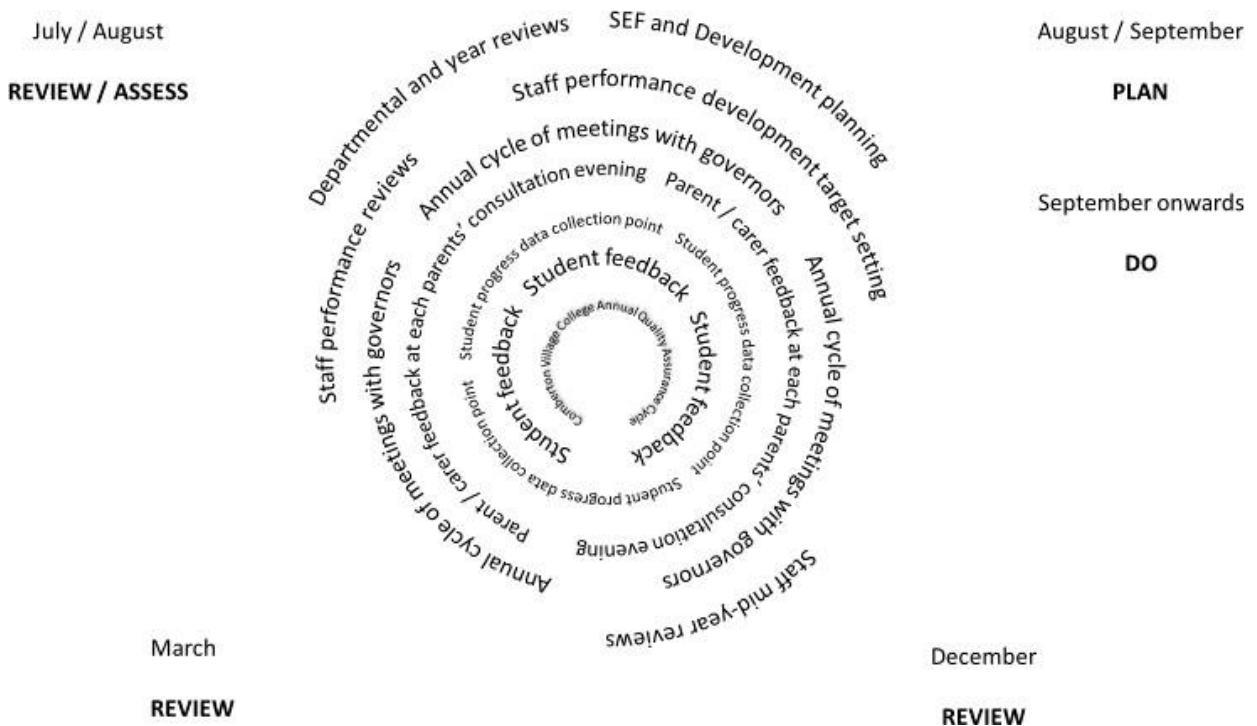 July / August
REVIEW / ASSESS
August / September
PLAN
September onwards
DO
December
REVIEW
March
REVIEW
Departmental and year reviews
SEF and Development planning
Staff performance reviews
Staff performance development target setting
Staff mid-year reviews
Annual cycle of meetings with governors
Annual cycle of meetings with governors
Annual cycle of meetings with governors
Parent / carer feedback at each parents’ consultation evening
Parent / carer feedback at each parents’ consultation evening
Student progress data collection point
Student progress data collection point
Student progress data collection point
Student feedback
Student feedback
Student feedback
Comberton Village College Annual Quality Assurance Cycle